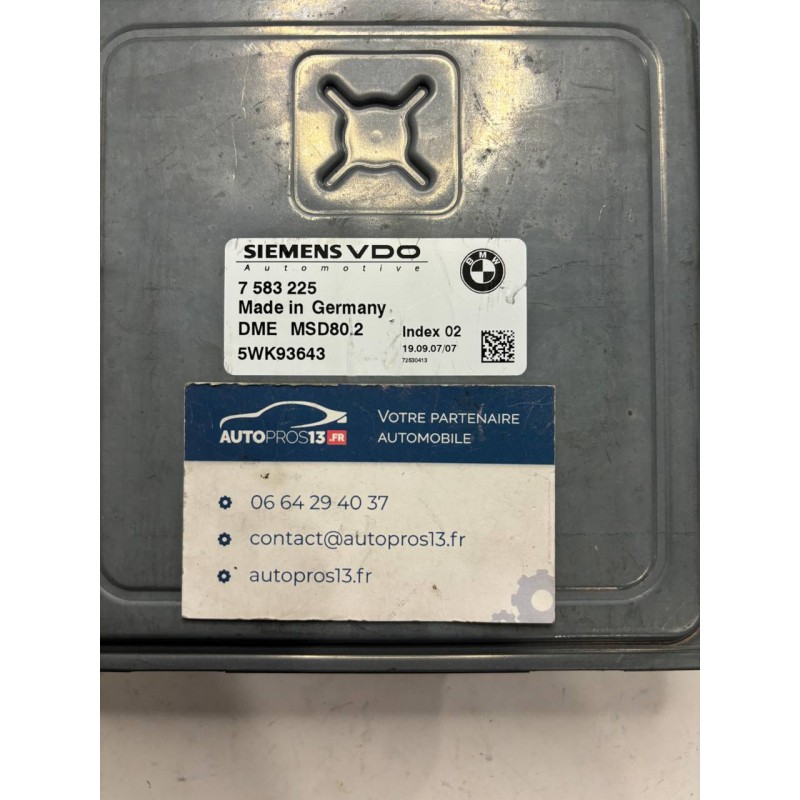 SIEMENS VDO
Automotive
BMW
7 583 225
Made in Germany
DME MSD80.2 Index 02
5WK93643 19.09.07/07
72530413
AUTOPROS13.FR
VOTRE PARTENAIRE
AUTOMOBILE
06 64 29 40 37
contact@autopros13.fr
autopros13.fr